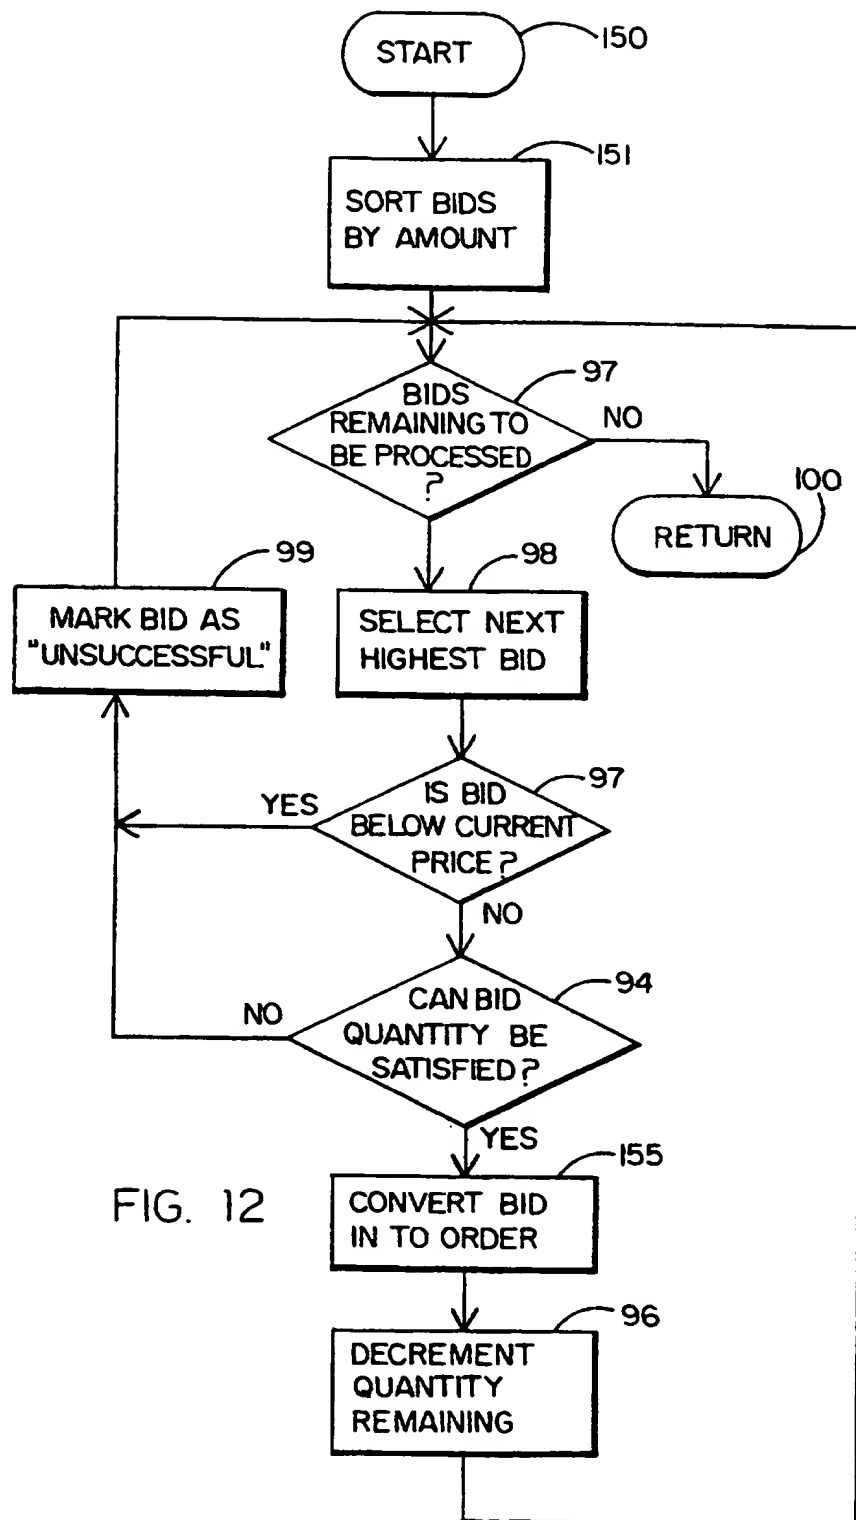 START
150
151
SORT BIDS
BY AMOUNT
97
BIDS
REMAINING TO
BE PROCESSED
?
NO
100
RETURN
99
MARK BID AS
"UNSUCCESSFUL"
98
SELECT NEXT
HIGHEST BID
97
YES
IS BID
BELOW CURRENT
PRICE?
NO
94
NO
CAN BID
QUANTITY BE
SATISFIED?
YES
155
FIG. 12
CONVERT BID
IN TO ORDER
96
DECREMENT
QUANTITY
REMAINING